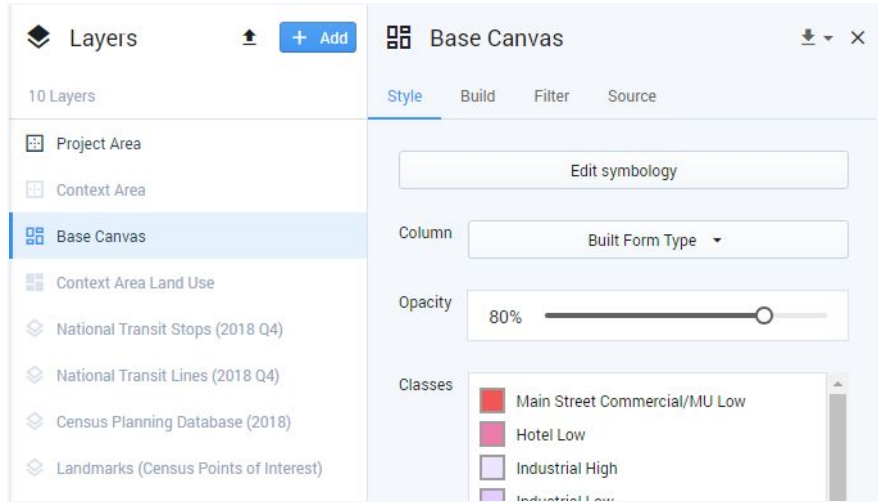 Layers
+ Add
10 Layers
Project Area
Context Area
Base Canvas
Context Area Land Use
National Transit Stops (2018 Q4)
National Transit Lines (2018 Q4)
Census Planning Database (2018)
Landmarks (Census Points of Interest)
Base Canvas
Style Build Filter Source
Edit symbology
Column Built Form Type
Opacity 80%
Classes
Main Street Commercial/MU Low
Hotel Low
Industrial High
Industrial Low